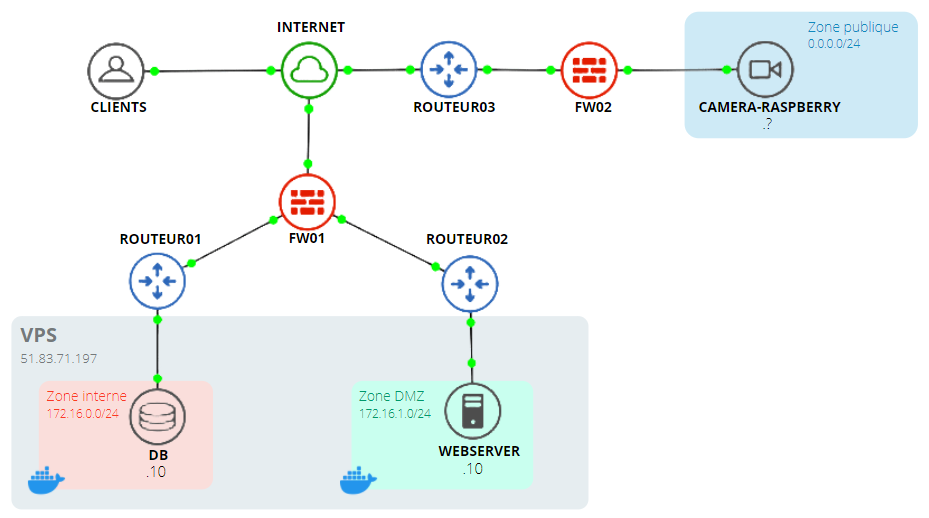 INTERNET
Zone publique
0.0.0.0/24
CLIENTS
ROUTEUR03
FW02
CAMERA-RASPBERRY
.?
ROUTEUR01
FW01
ROUTEUR02
VPS
51.83.71.197
Zone interne
172.16.0.0/24
Zone DMZ
172.16.1.0/24
DB
.10
WEBSERVER
.10